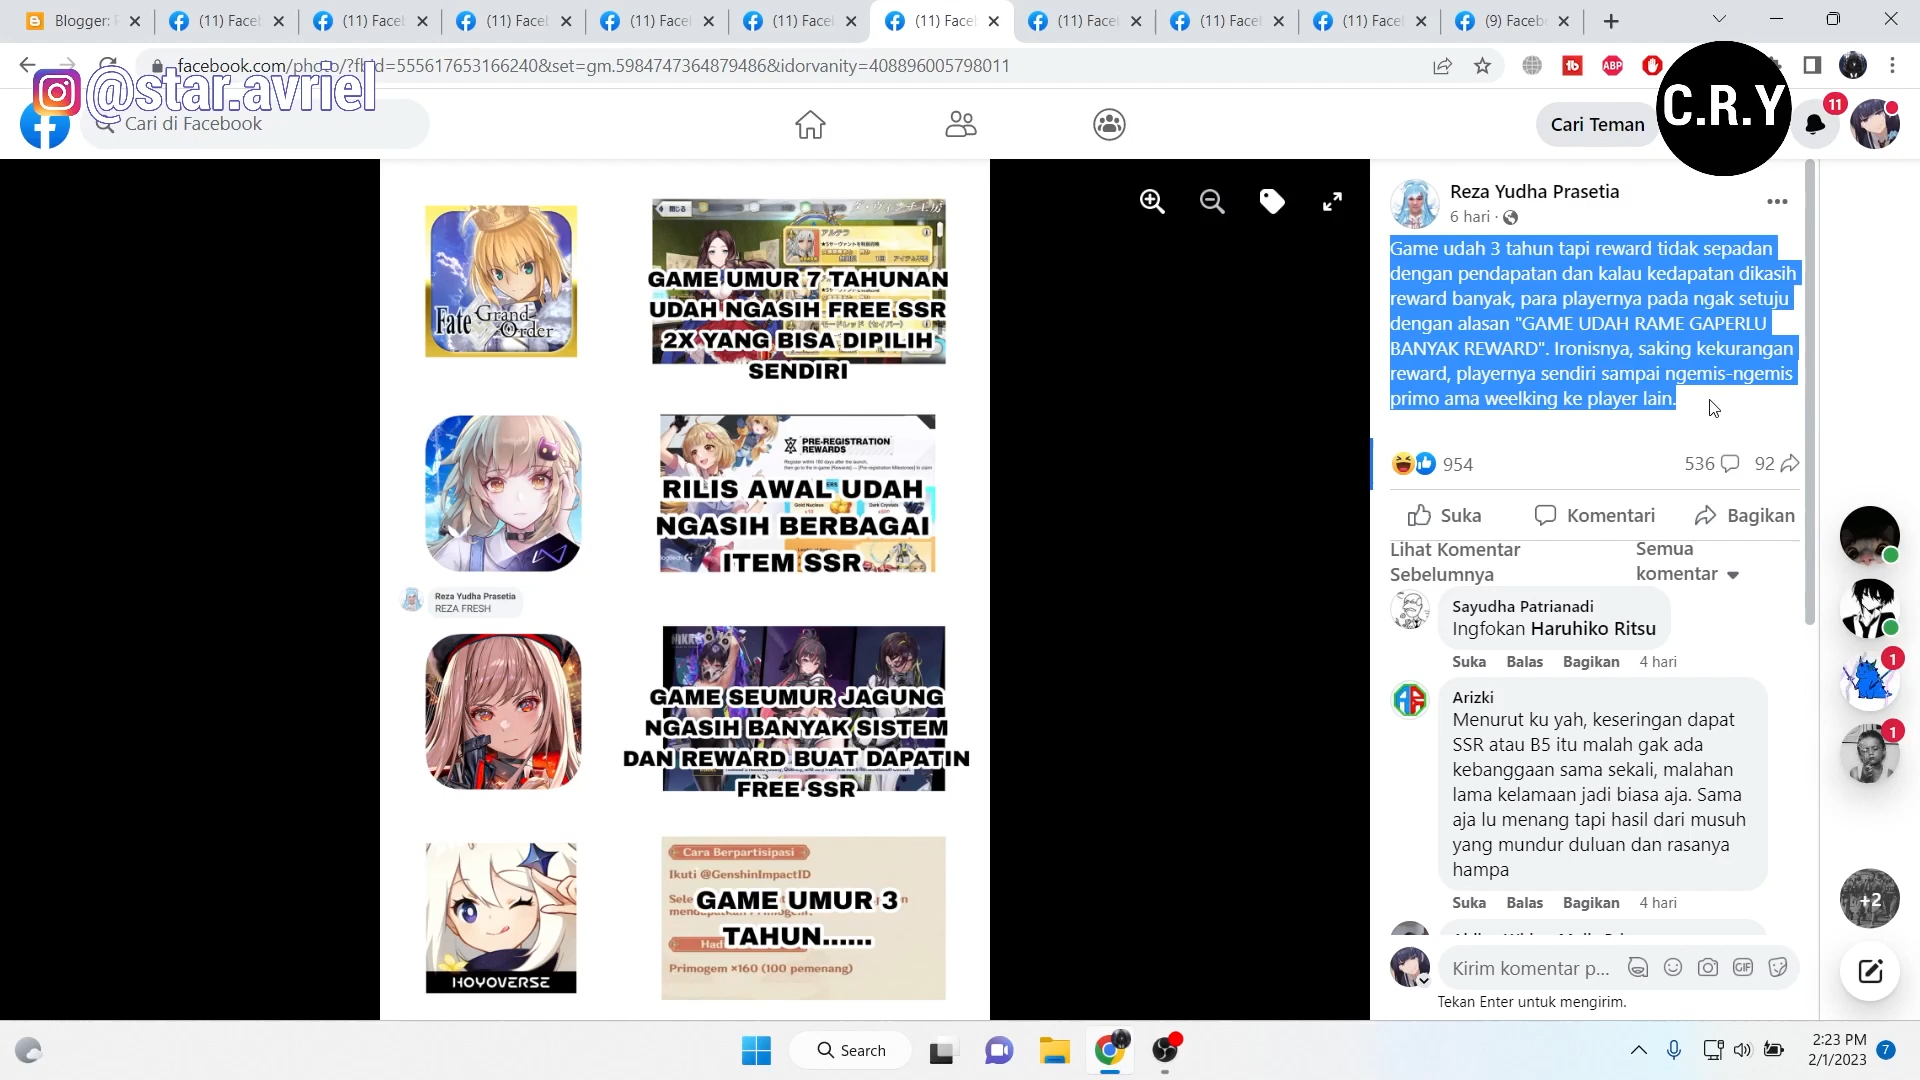 Blogger: P
(11) Facel
(11) Facel
(11) Facel
(11) Facel
(11) Facel
(11) Facel
(11) Facel
(11) Facel
(11) Facel
(9) Facebo
facebook.com/photo/?fbid=555617653166240&set=gm.5984747364879486&idorvanity=408896005798011
ABP
@star.avriel
Cari di Facebook
Cari Teman
C.R.Y
11
Fate Grand Order
GAME UMUR 7 TAHUNAN
UDAH NGASIH FREE SSR
2X YANG BISA DIPILIH
SENDIRI
PRE-REGISTRATION
REWARDS
RILIS AWAL UDAH
NGASIH BERBAGAI
ITEM SSR
Reza Yudha Prasetia
REZA FRESH
GAME SEUMUR JAGUNG
NGASIH BANYAK SISTEM
DAN REWARD BUAT DAPATIN
FREE SSR
HOYOVERSE
Cara Berpartisipasi
Ikuti @GenshinImpactID
GAME UMUR 3
TAHUN......
Primogem ×160 (100 pemenang)
Reza Yudha Prasetia
6 hari ·
Game udah 3 tahun tapi reward tidak sepadan
dengan pendapatan dan kalau kedapatan dikasih
reward banyak, para playernya pada ngak setuju
dengan alasan "GAME UDAH RAME GAPERLU
BANYAK REWARD". Ironisnya, saking kekurangan
reward, playernya sendiri sampai ngemis-ngemis
primo ama weelking ke player lain.
954
536
92
Suka
Komentari
Bagikan
Lihat Komentar
Sebelumnya
Semua
komentar
Sayudha Patrianadi
Ingfokan Haruhiko Ritsu
Suka Balas Bagikan 4 hari
Arizki
Menurut ku yah, keseringan dapat
SSR atau B5 itu malah gak ada
kebanggaan sama sekali, malahan
lama kelamaan jadi biasa aja. Sama
aja lu menang tapi hasil dari musuh
yang mundur duluan dan rasanya
hampa
Suka Balas Bagikan 4 hari
Kirim komentar p...
GIF
Tekan Enter untuk mengirim.
1
1
+2
Search
2:23 PM
2/1/2023
7